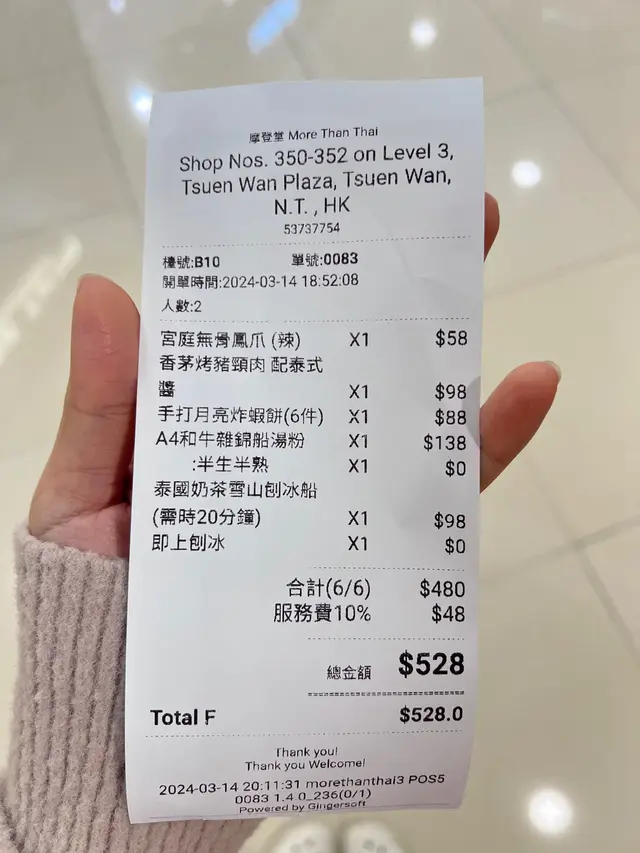 摩登堂 More Than Thai
Shop Nos. 350-352 on Level 3,
Tsuen Wan Plaza, Tsuen Wan,
N.T. , HK
53737754
檯號:B10 單號:0083
開單時間:2024-03-14 18:52:08
人數:2
宮庭無骨鳳爪 (辣) X1 $58
香茅烤豬頸肉 配泰式
醬 X1 $98
手打月亮炸蝦餅(6件) X1 $88
A4和牛雜錦船湯粉 X1 $138
:半生半熟 X1 $0
泰國奶茶雪山刨冰船
(需時20分鐘) X1 $98
即上刨冰 X1 $0
合計(6/6) $480
服務費10% $48
總金額 $528
Total F $528.0
Thank you!
Thank you Welcome!
2024-03-14 20:11:31 morethanthai3 POS5
0083 1.4 0_236(0/1)
Powered by Gingersoft